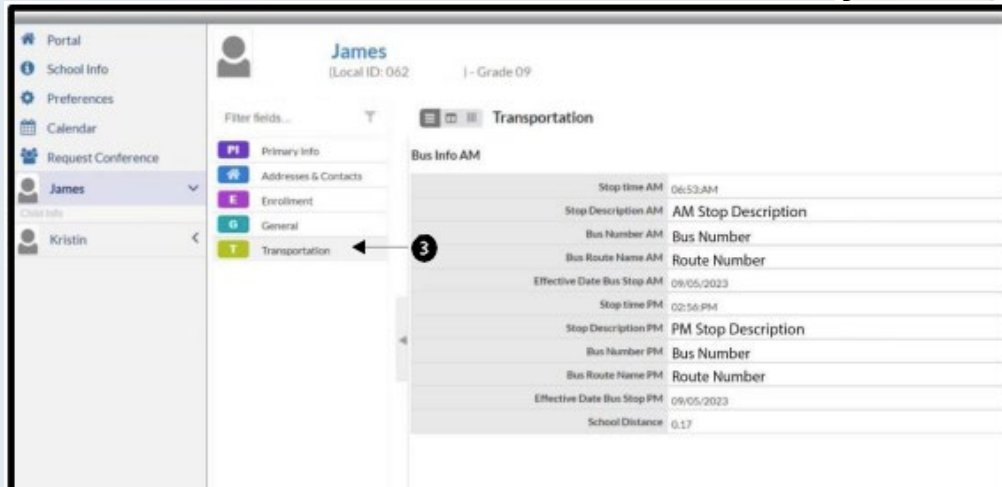 Portal
School Info
Preferences
Calendar
Request Conference
James
Child Info
Kristin
James
[Local ID: 062 ) - Grade 09
Filter fields...
PI Primary Info
Addresses & Contacts
E Enrollment
G General
T Transportation
3
Transportation
Bus Info AM
Stop time AM 06:53:AM
Stop Description AM AM Stop Description
Bus Number AM Bus Number
Bus Route Name AM Route Number
Effective Date Bus Stop AM 09/05/2023
Stop time PM 02:56:PM
Stop Description PM PM Stop Description
Bus Number PM Bus Number
Bus Route Name PM Route Number
Effective Date Bus Stop PM 09/05/2023
School Distance 0.17